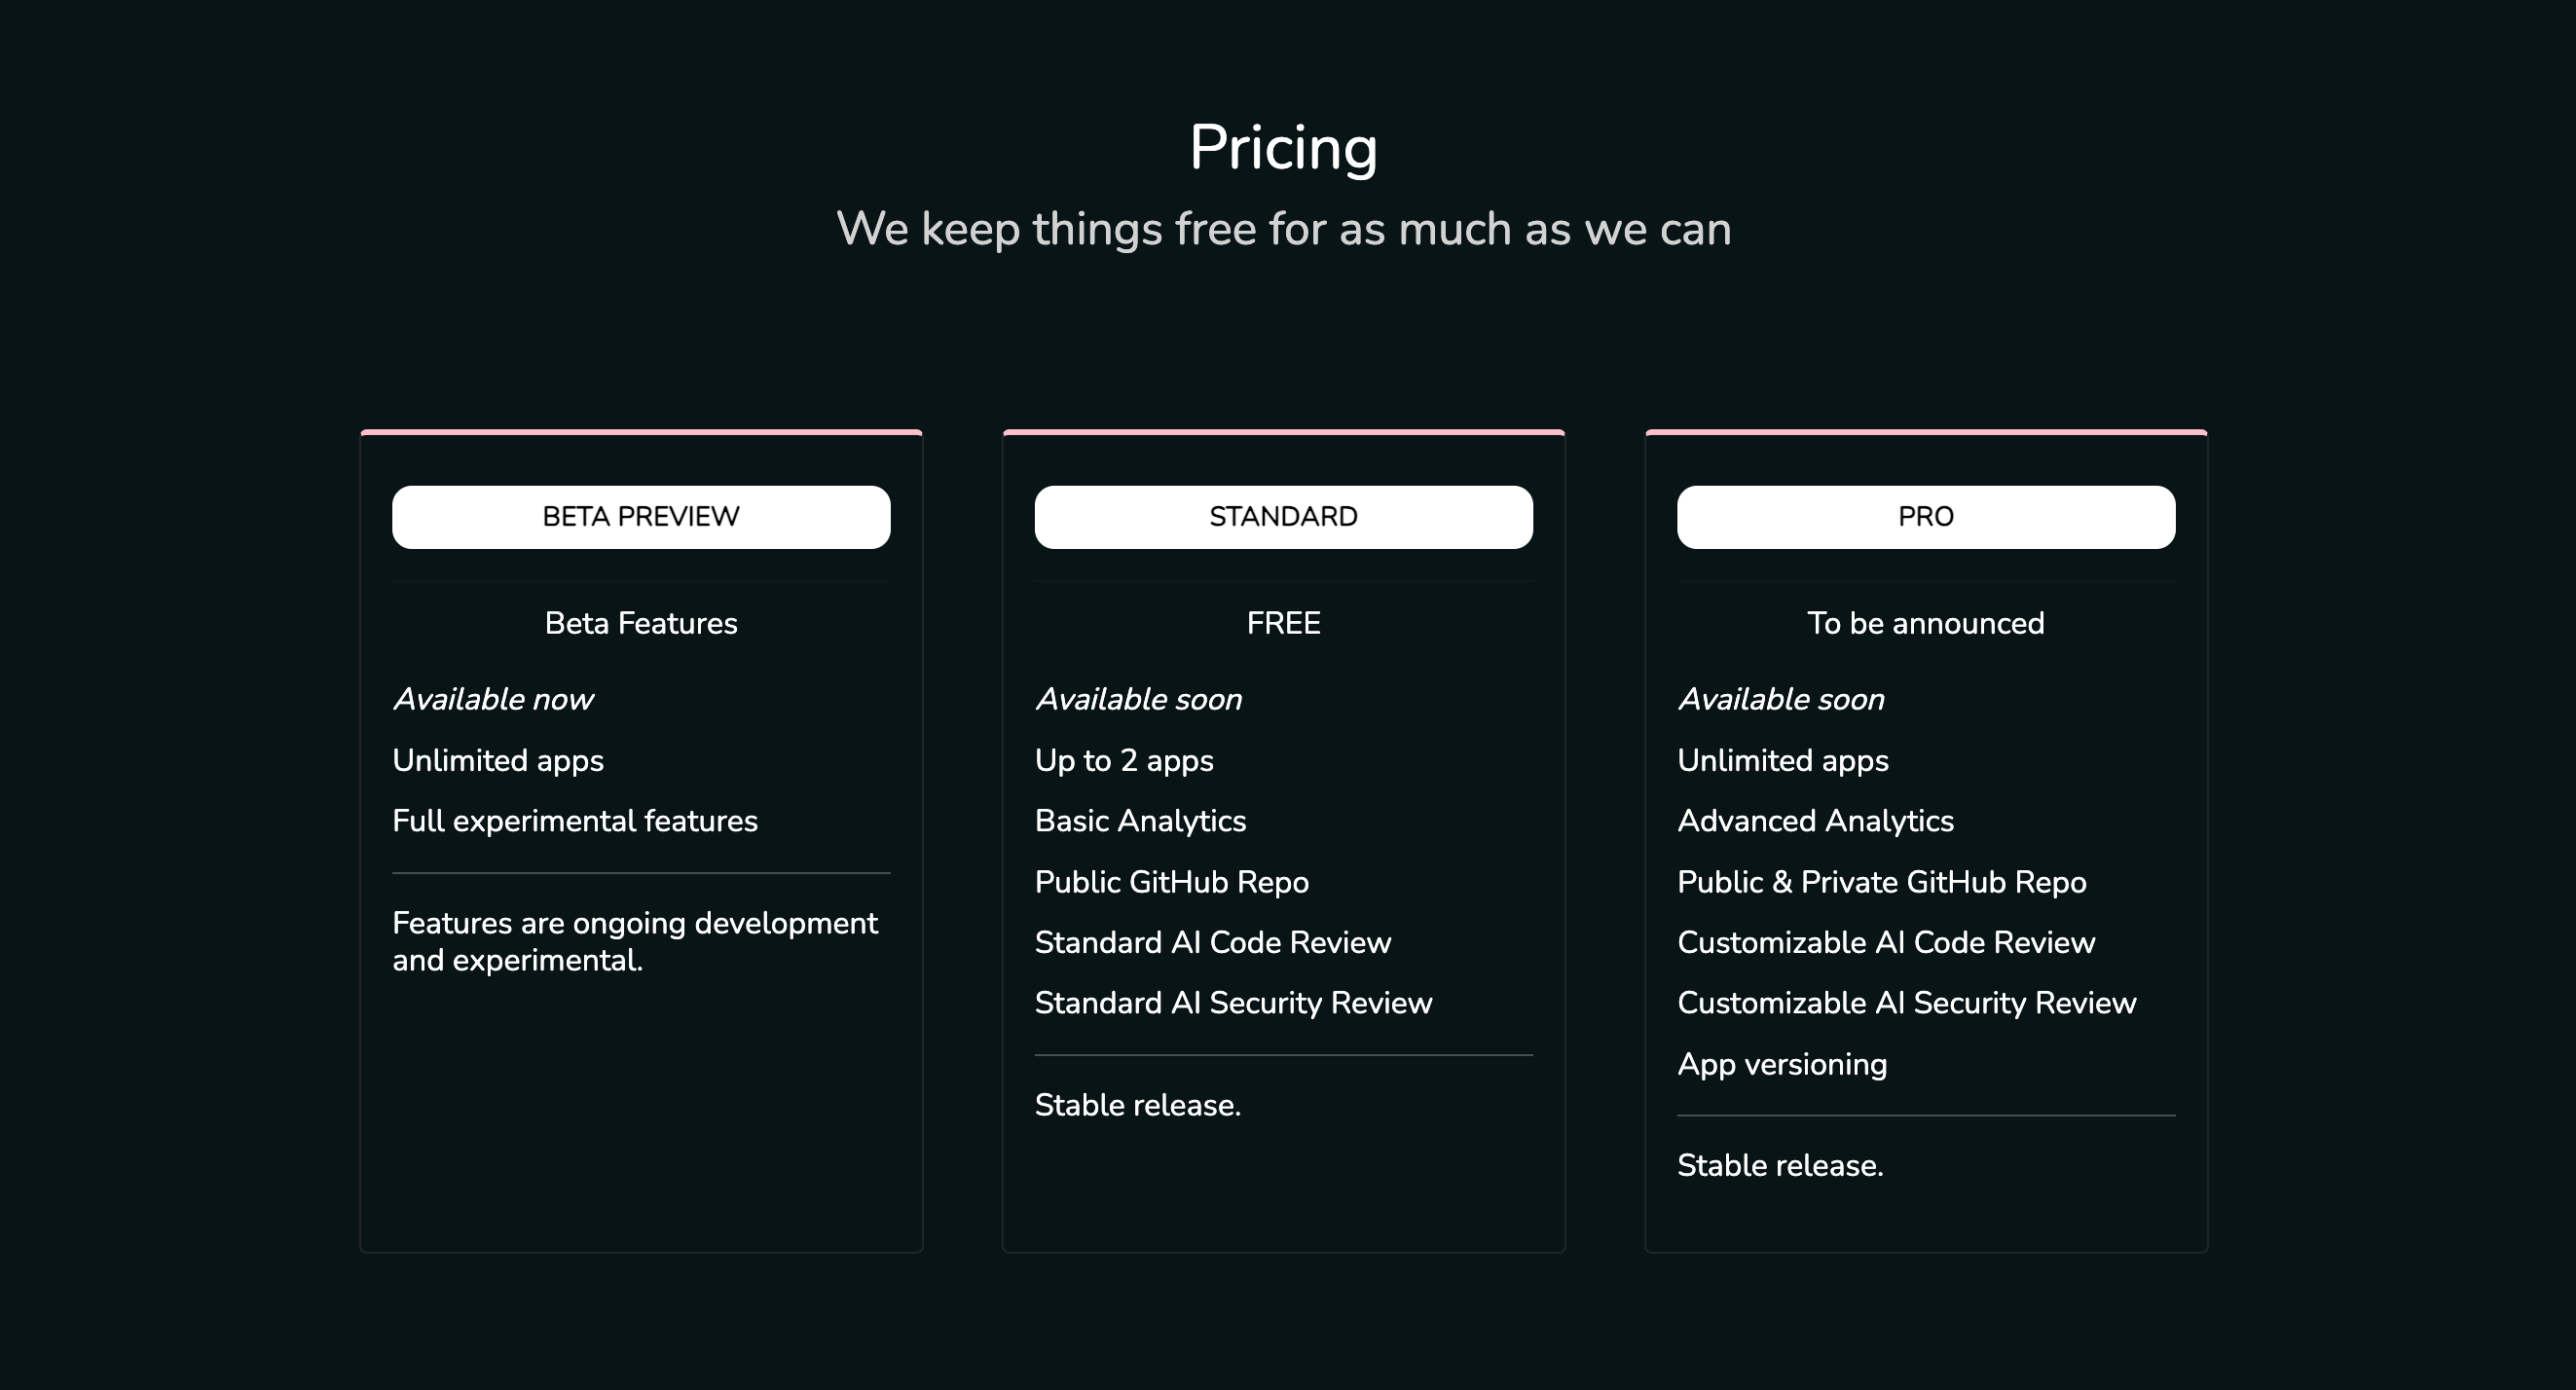 Pricing
We keep things free for as much as we can
BETA PREVIEW
Beta Features
Available now
Unlimited apps
Full experimental features
Features are ongoing development
and experimental.
STANDARD
FREE
Available soon
Up to 2 apps
Basic Analytics
Public GitHub Repo
Standard AI Code Review
Standard AI Security Review
Stable release.
PRO
To be announced
Available soon
Unlimited apps
Advanced Analytics
Public & Private GitHub Repo
Customizable AI Code Review
Customizable AI Security Review
App versioning
Stable release.